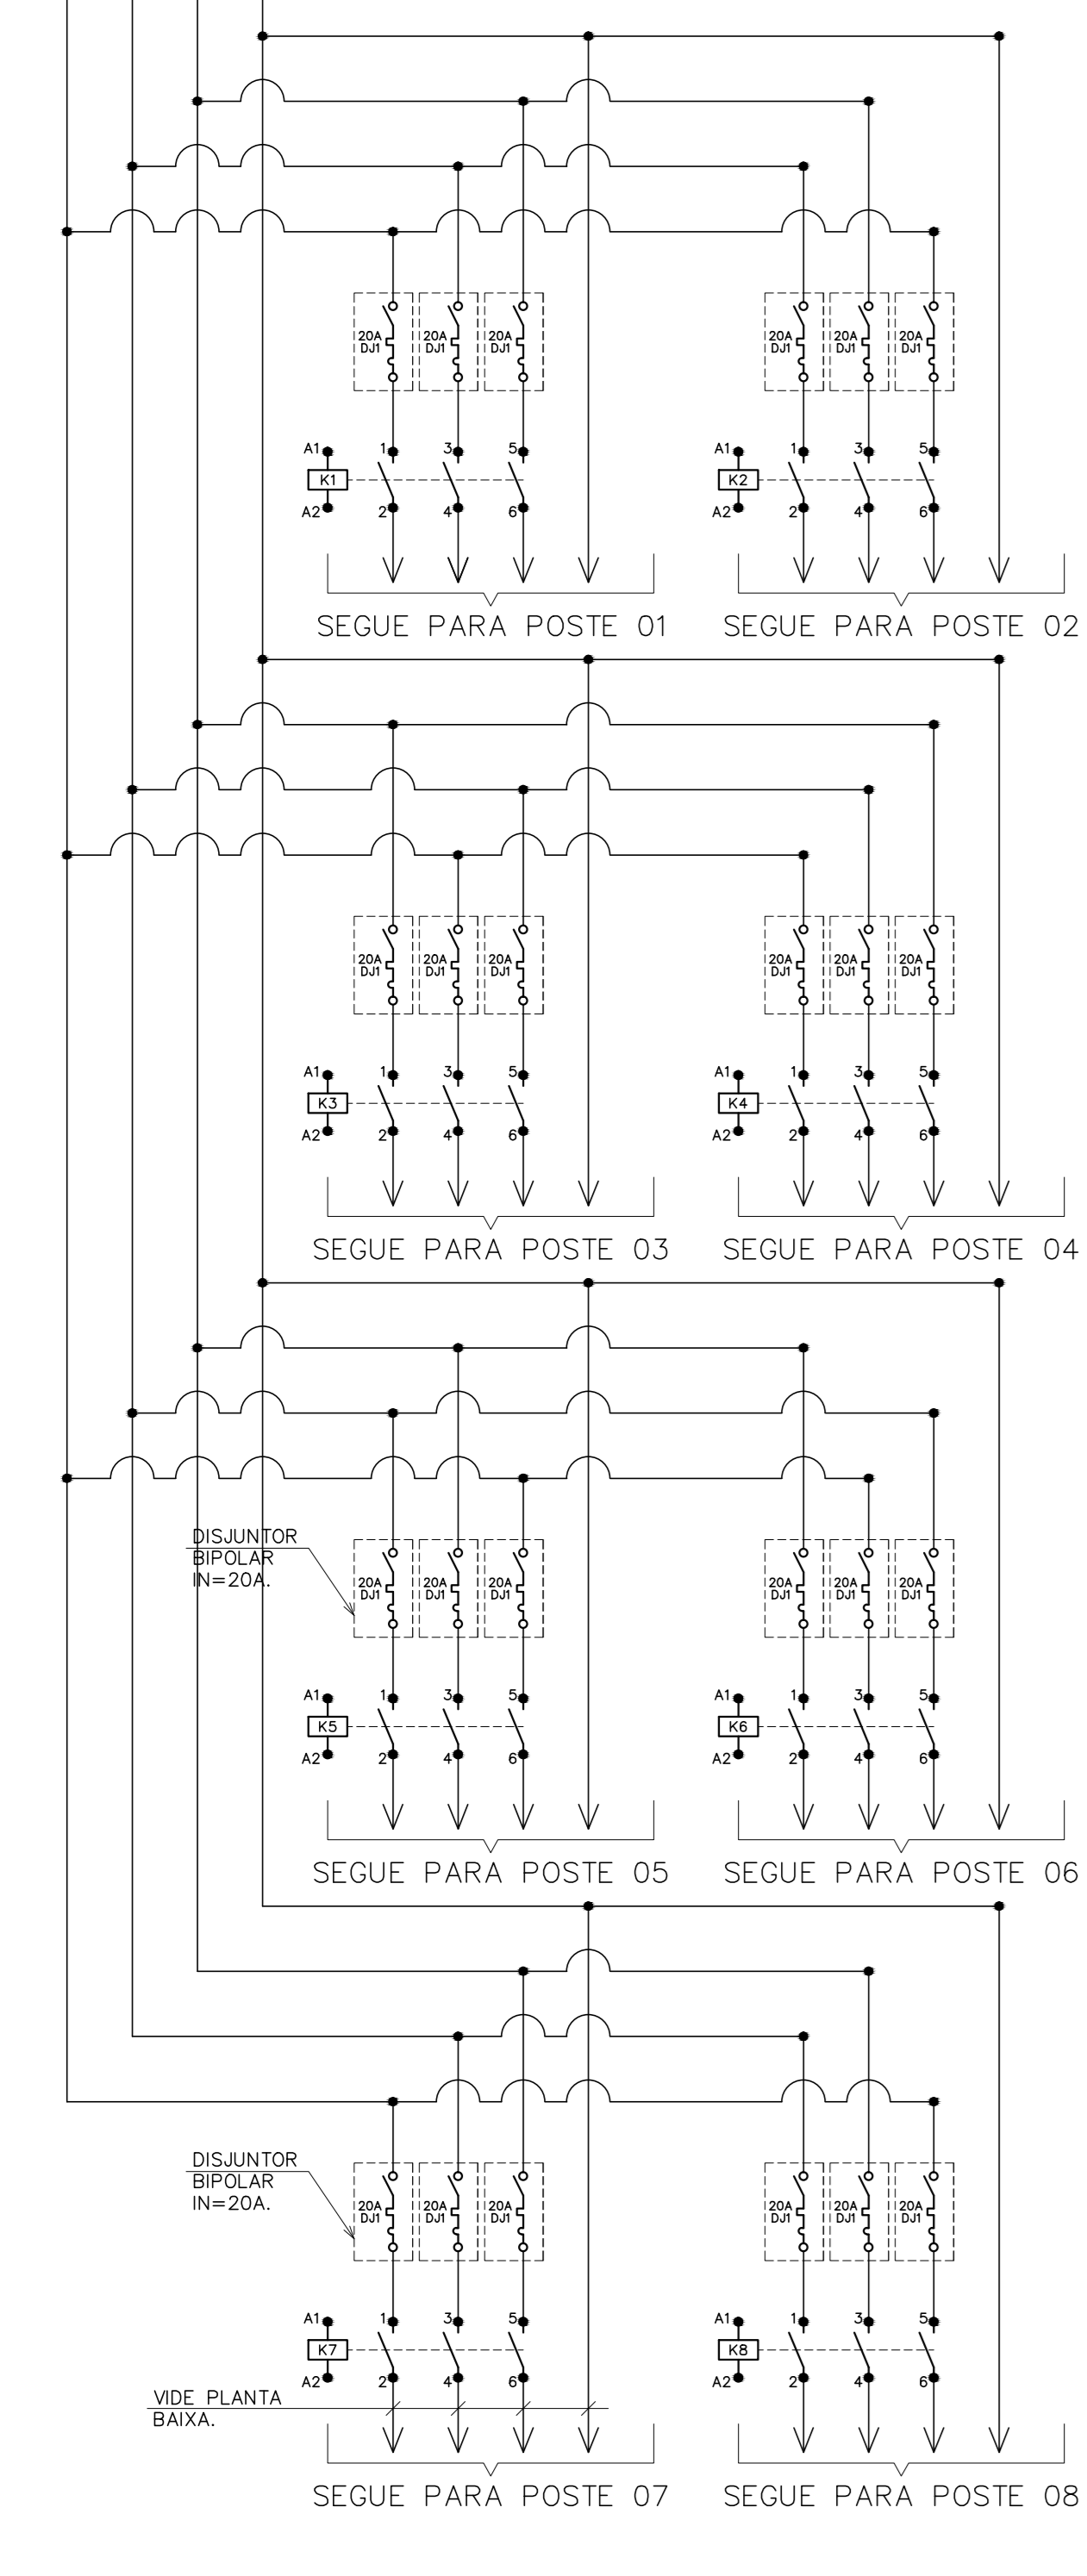 20A 20A 20A 20A 20A 20A
DJ1 DJ1 DJ1 DJ1 DJ1 DJ1
A1 1 3 5 A1 1 3 5
K1 K2
A2 2 4 6 A2 2 4 6
SEGUE PARA POSTE 01 SEGUE PARA POSTE 02
20A 20A 20A 20A 20A 20A
DJ1 DJ1 DJ1 DJ1 DJ1 DJ1
A1 1 3 5 A1 1 3 5
K3 K4
A2 2 4 6 A2 2 4 6
SEGUE PARA POSTE 03 SEGUE PARA POSTE 04
DISJUNTOR
BIPOLAR
IN=20A.
20A 20A 20A 20A 20A 20A
DJ1 DJ1 DJ1 DJ1 DJ1 DJ1
A1 1 3 5 A1 1 3 5
K5 K6
A2 2 4 6 A2 2 4 6
SEGUE PARA POSTE 05 SEGUE PARA POSTE 06
DISJUNTOR
BIPOLAR
IN=20A.
20A 20A 20A 20A 20A 20A
DJ1 DJ1 DJ1 DJ1 DJ1 DJ1
A1 1 3 5 A1 1 3 5
K7 K8
A2 2 4 6 A2 2 4 6
VIDE PLANTA
BAIXA.
SEGUE PARA POSTE 07 SEGUE PARA POSTE 08